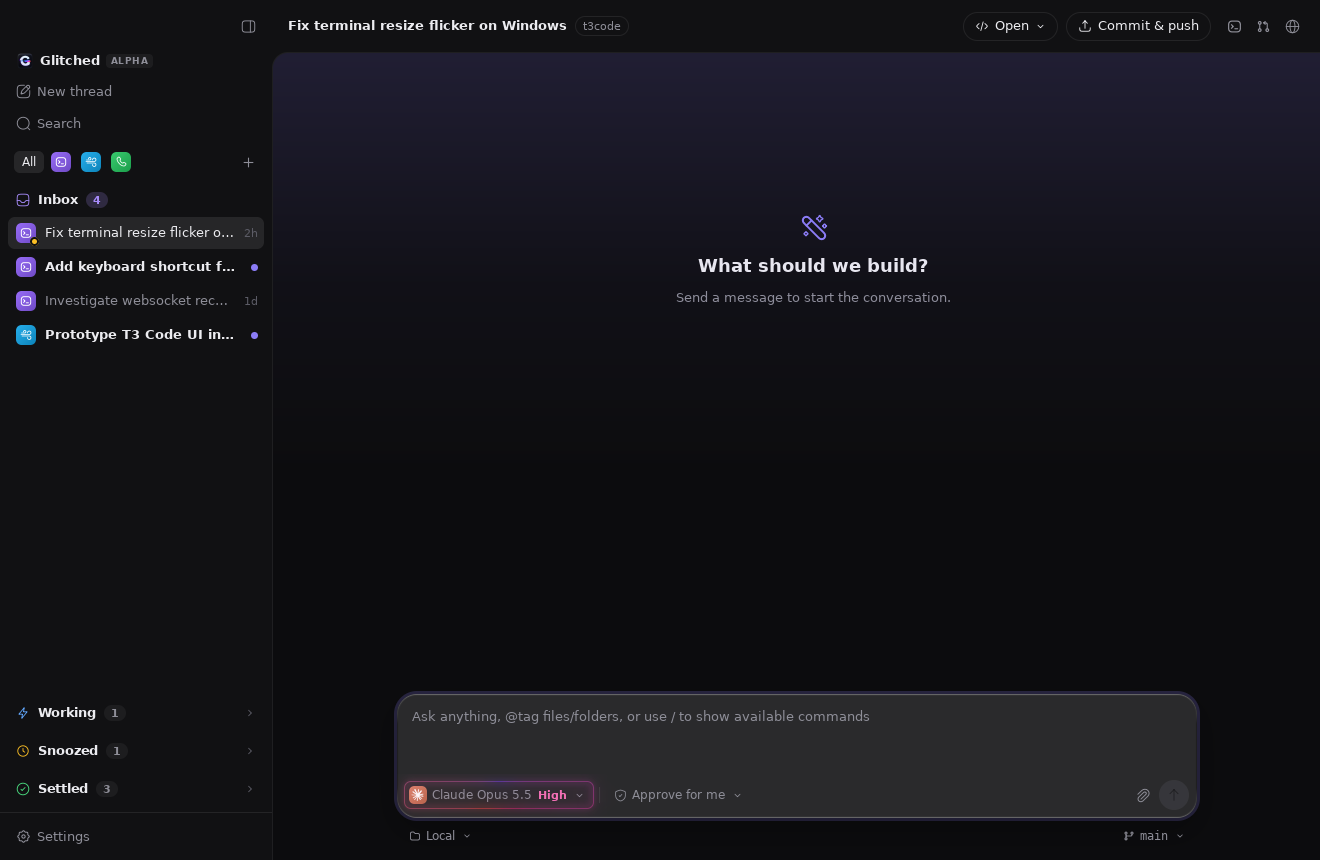 Fix terminal resize flicker on Windows
t3code
Open
Commit & push
Glitched ALPHA
New thread
Search
All
Inbox 4
Fix terminal resize flicker o... 2h
Add keyboard shortcut f...
Investigate websocket rec... 1d
Prototype T3 Code UI in...
What should we build?
Send a message to start the conversation.
Working 1
Snoozed 1
Settled 3
Settings
Ask anything, @tag files/folders, or use / to show available commands
Claude Opus 5.5 High
Approve for me
Local
main